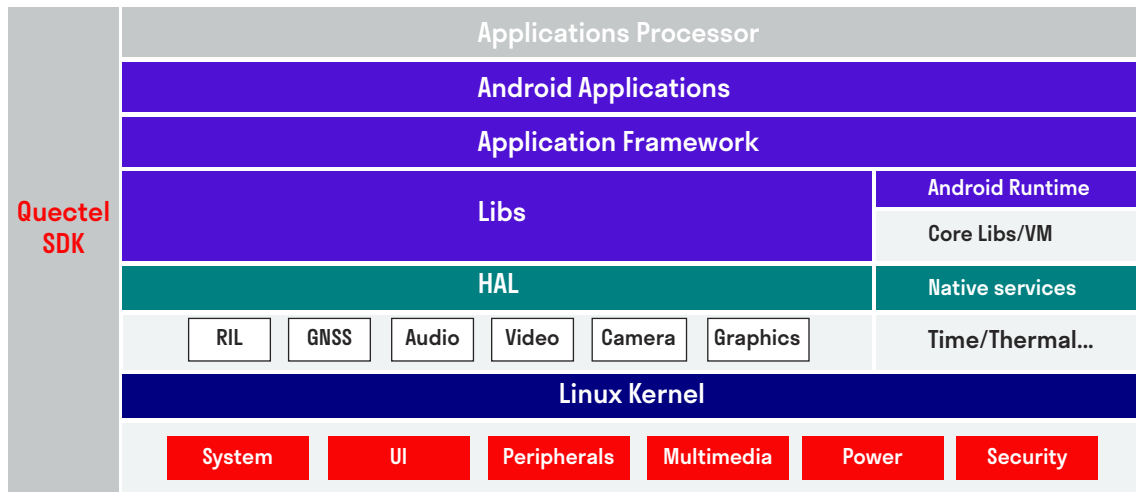 Applications Processor
Android Applications
Application Framework
Quectel
SDK
Libs
Android Runtime
Core Libs/VM
HAL
Native services
RIL
GNSS
Audio
Video
Camera
Graphics
Time/Thermal...
Linux Kernel
System
UI
Peripherals
Multimedia
Power
Security